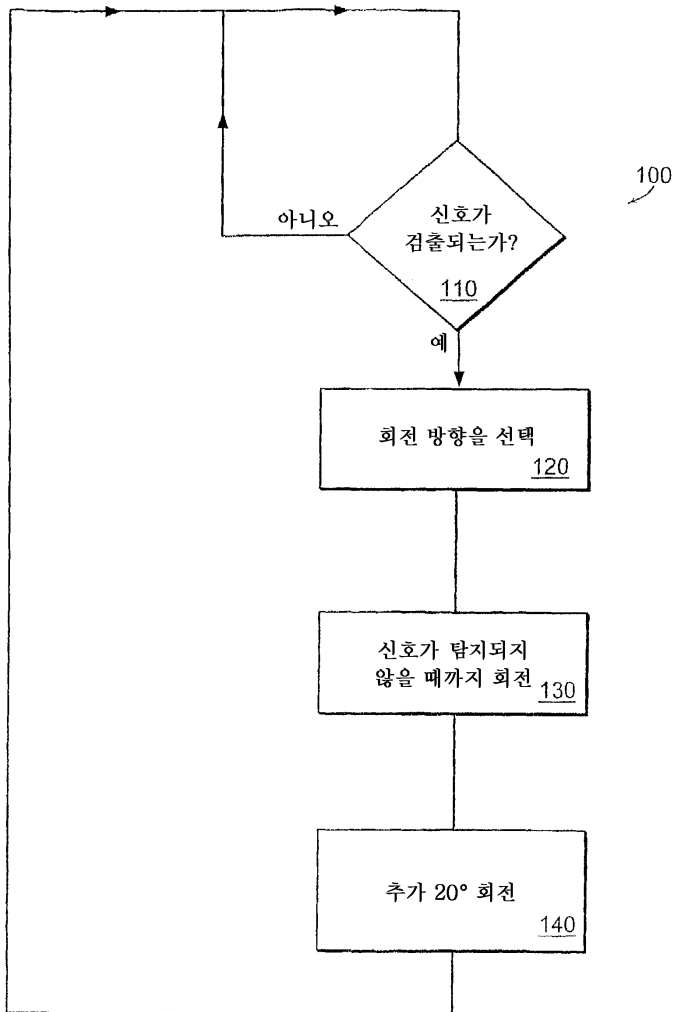 100
아니오
신호가
검출되는가?
110
예
회전 방향을 선택
120
신호가 탐지되지
않을 때까지 회전
130
추가 20° 회전
140